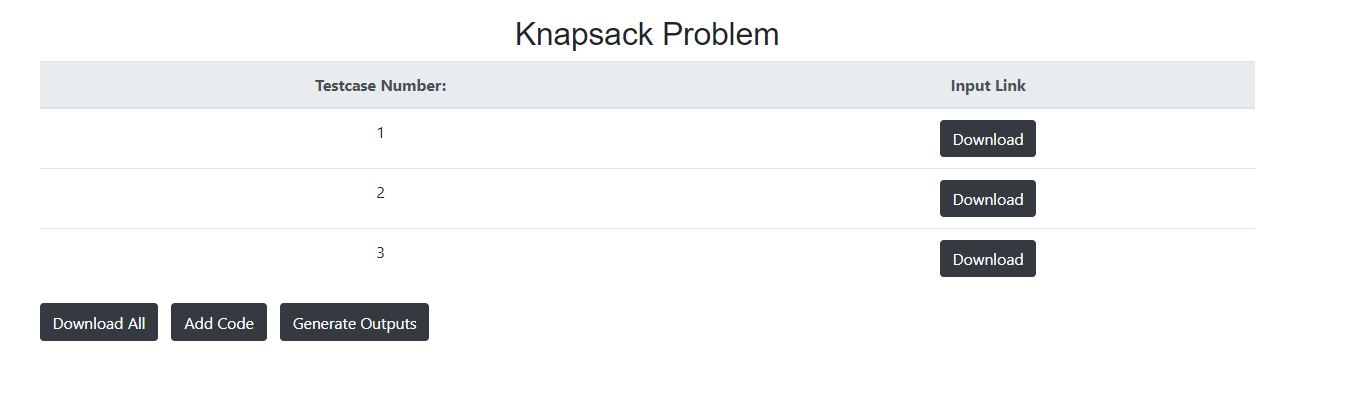 Knapsack Problem
Testcase Number: Input Link
1 Download
2 Download
3 Download
Download All Add Code Generate Outputs